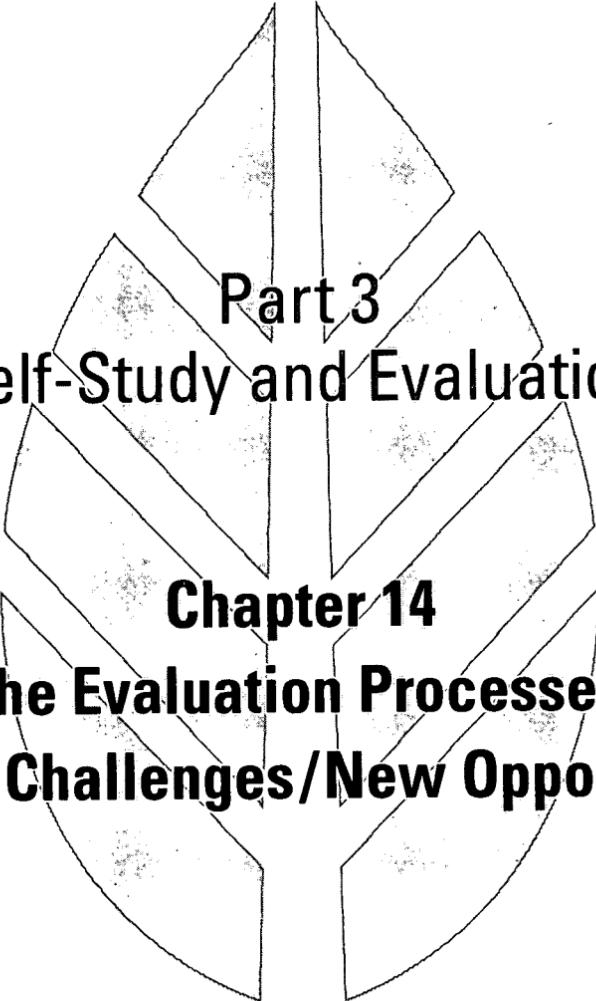 Part 3
elf-Study and Evaluatio
Chapter 14
he Evaluation Processe
Challenges/New Oppo